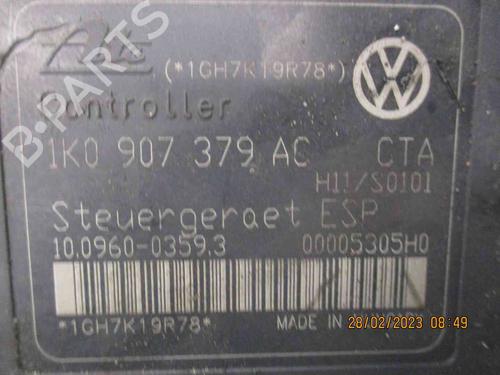 Ate (*1GH7K19R78*)
Controller
1K0 907 379 AC CTA
H11/S0101
Steuergeraet ESP
10.0960-0359.3 00005305H0
*1GH7K19R78* MADE IN
28/02/2023 08:49
B-PARTS